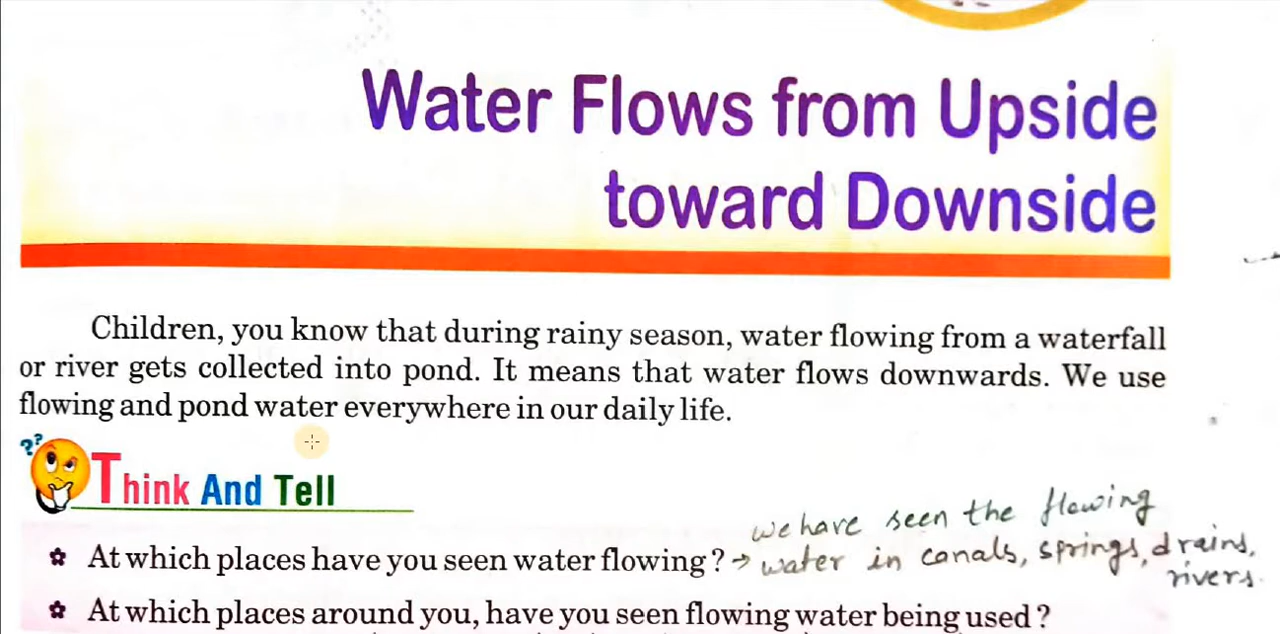 Water Flows from Upside
toward Downside
Children, you know that during rainy season, water flowing from a waterfall
or river gets collected into pond. It means that water flows downwards. We use
flowing and pond water everywhere in our daily life.
??
Think And Tell
we have seen the flowing
At which places have you seen water flowing? → water in canals, springs, drains,
rivers.
At which places around you, have you seen flowing water being used?